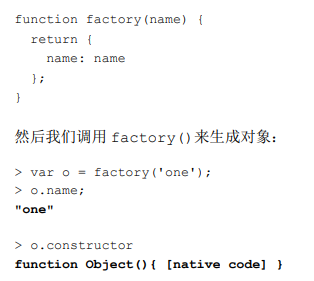 function factory(name) {
  return {
    name: name
  };
}
然后我们调用 factory()来生成对象：
> var o = factory('one');
> o.name;
"one"
> o.constructor
function Object(){ [native code] }